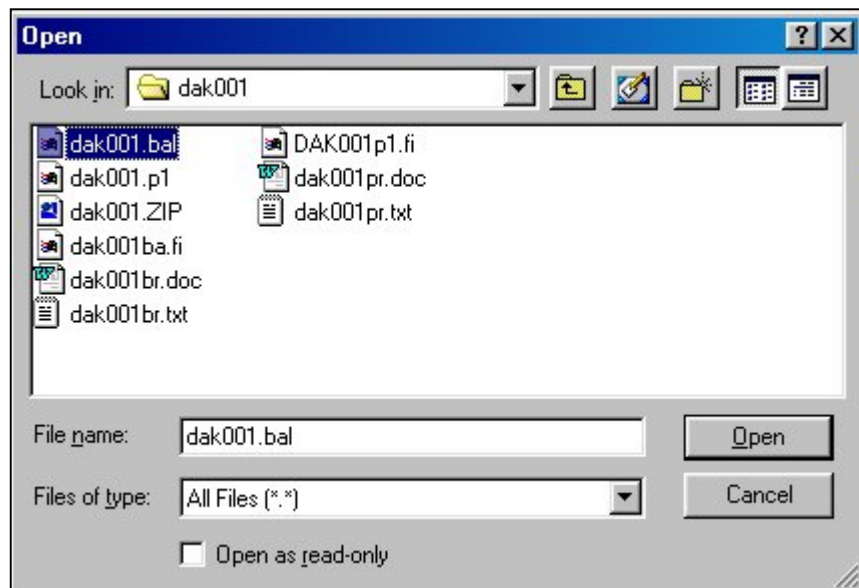 Open
Look in: dak001
dak001.bal
dak001.p1
dak001.ZIP
dak001ba.fi
dak001br.doc
dak001br.txt
DAK001p1.fi
dak001pr.doc
dak001pr.txt
File name: dak001.bal Open
Files of type: All Files (*.*) Cancel
Open as read-only